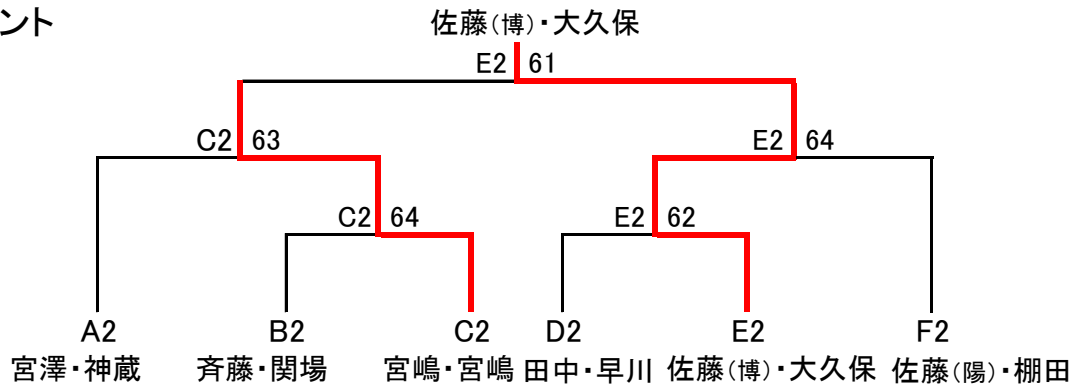 ント
佐藤(博)・大久保
E2 61
C2 63
E2 64
C2 64
E2 62
A2 B2 C2 D2 E2 F2
宮澤・神蔵 斉藤・関場 宮嶋・宮嶋 田中・早川 佐藤(博)・大久保 佐藤(陽)・棚田